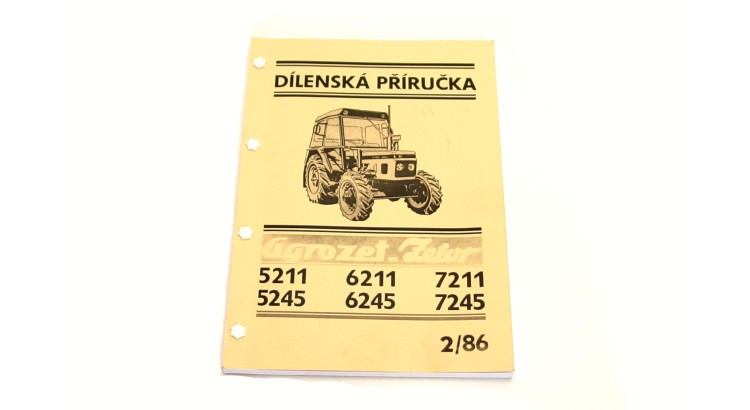 DÍLENSKÁ PŘÍRUČKA
Agrozet - Zetor
5211 6211 7211
5245 6245 7245
2/86